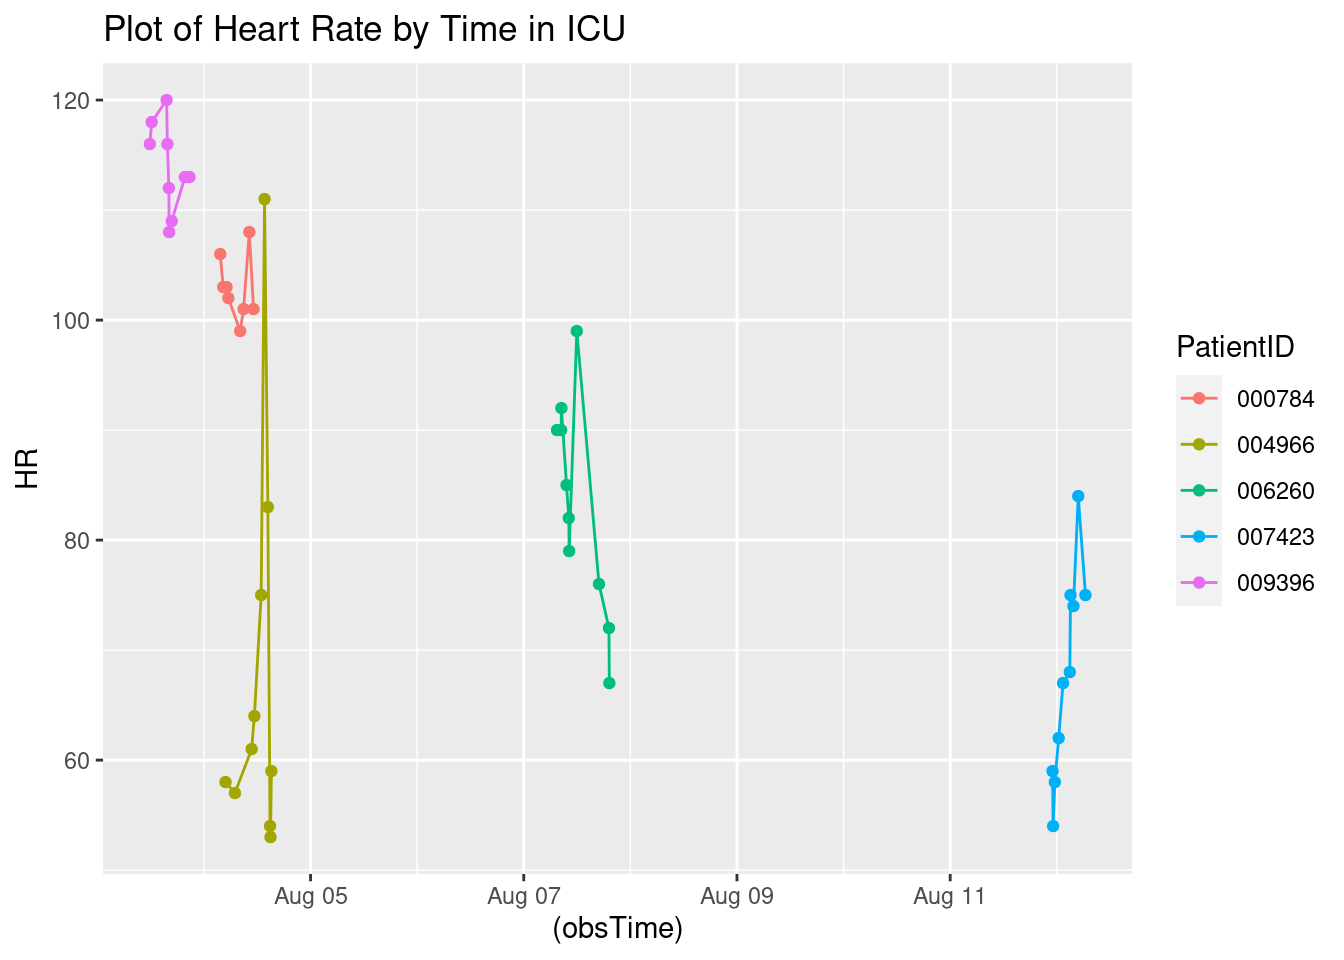 Plot of Heart Rate by Time in ICU
120
100
80
60
HR
Aug 05
Aug 07
Aug 09
Aug 11
(obsTime)
PatientID
000784
004966
006260
007423
009396